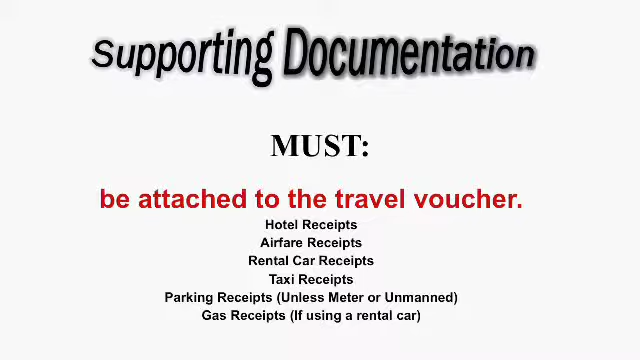 Supporting Documentation
MUST:
be attached to the travel voucher.
Hotel Receipts
Airfare Receipts
Rental Car Receipts
Taxi Receipts
Parking Receipts (Unless Meter or Unmanned)
Gas Receipts (If using a rental car)